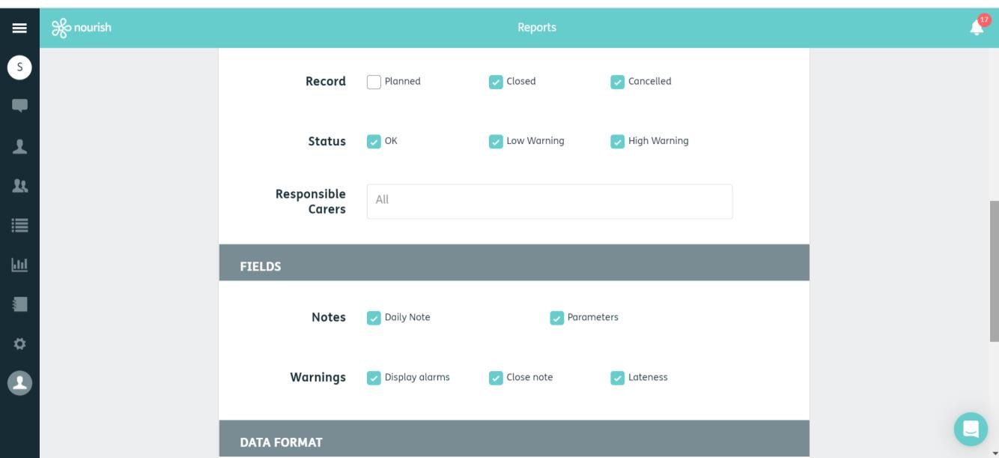 nourish
Reports
17
S
Record Planned Closed Cancelled
Status OK Low Warning High Warning
Responsible
Carers
All
FIELDS
Notes Daily Note Parameters
Warnings Display alarms Close note Lateness
DATA FORMAT